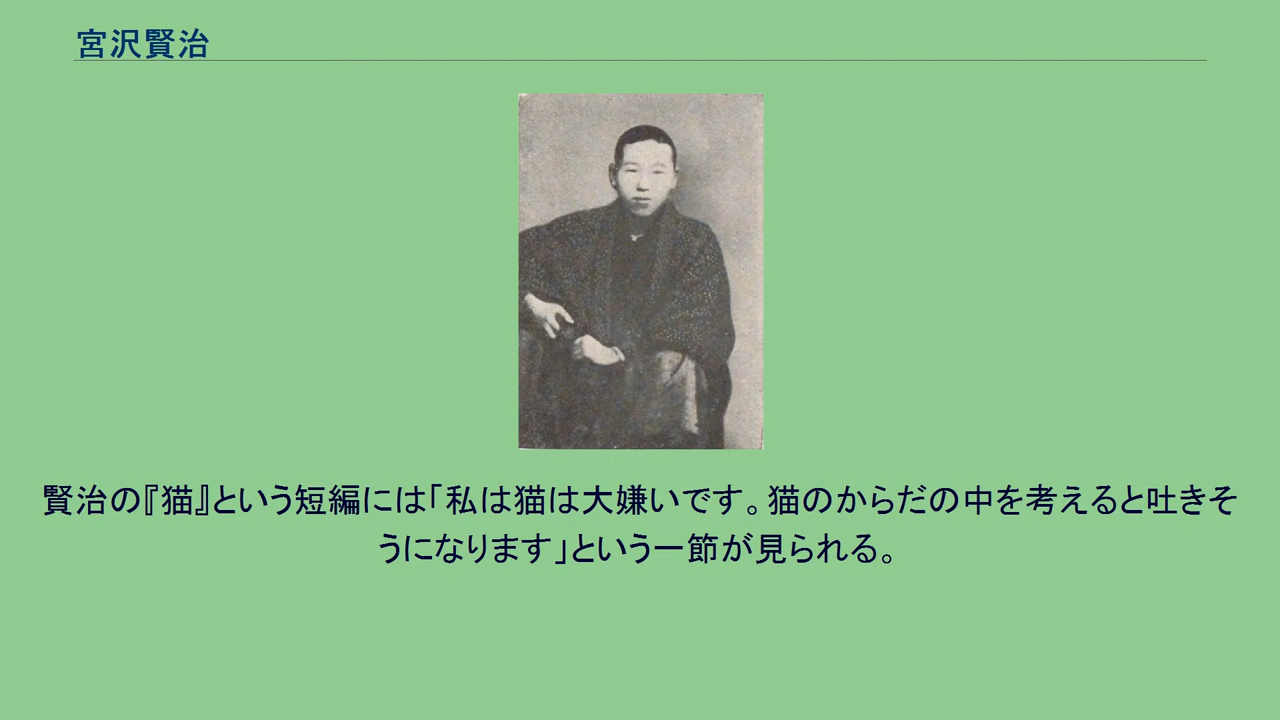 宮沢賢治
賢治の『猫』という短編には「私は猫は大嫌いです。猫のからだの中を考えると吐きそ
うになります」という一節が見られる。